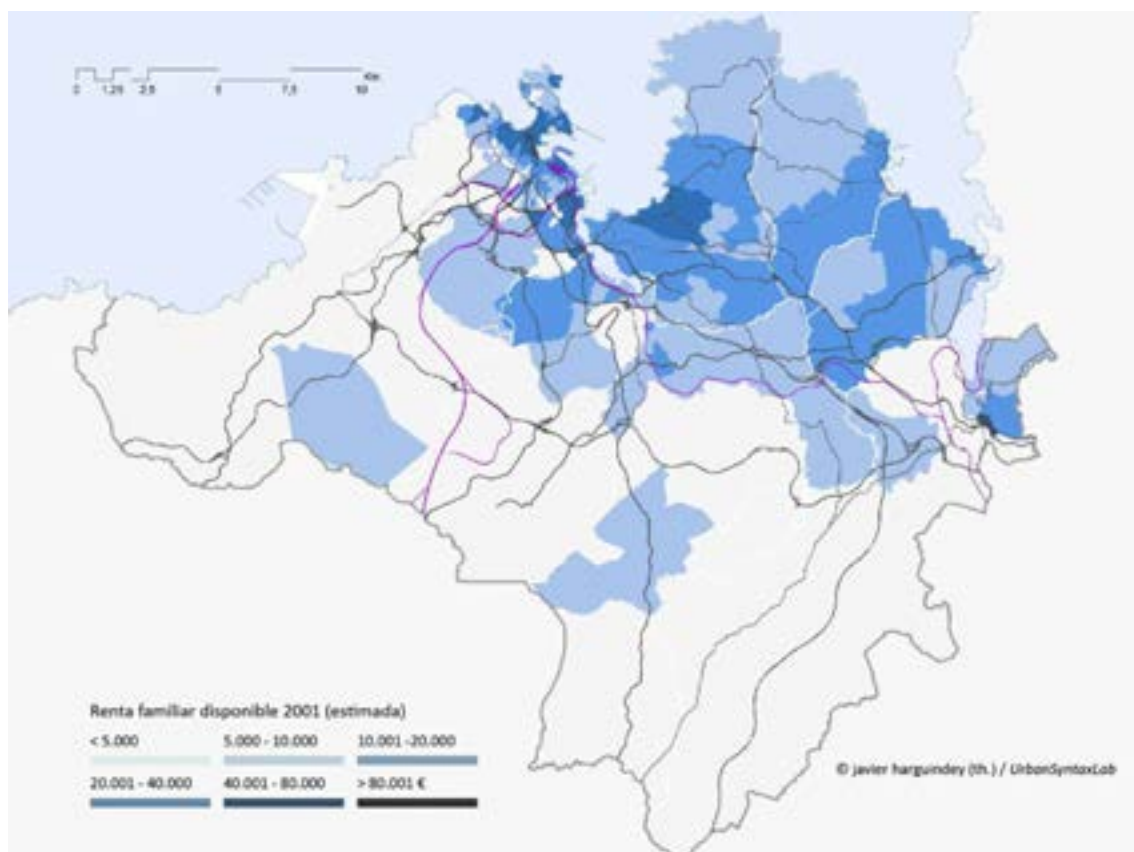 Km
0 1,25 2,5 5 7,5 10
Renta familiar disponible 2001 (estimada)
< 5.000 5.000 - 10.000 10.001 -20.000
20.001 - 40.000 40.001 - 80.000 > 80.001 €
© javier harguindey (th.) / UrbanSyntaxLab